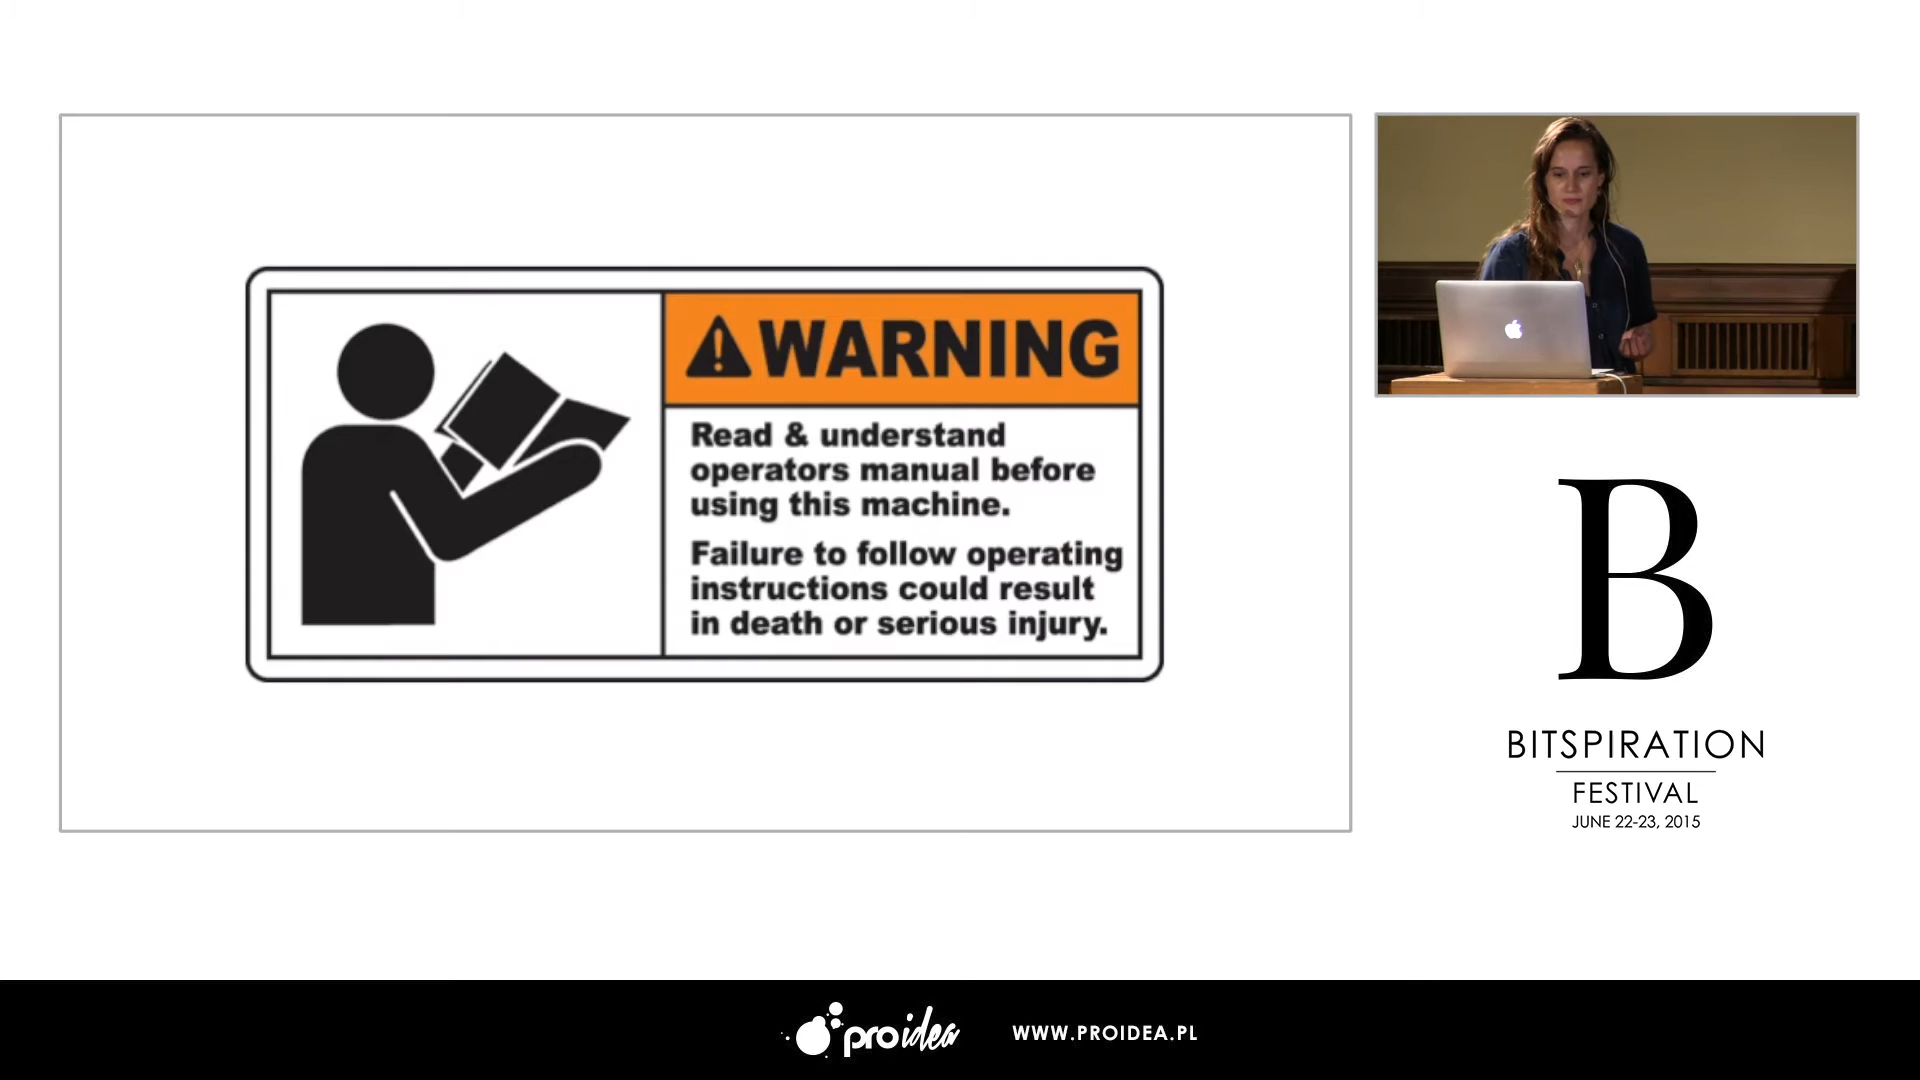 WARNING
Read & understand
operators manual before
using this machine.
Failure to follow operating
instructions could result
in death or serious injury.
B
BITSPIRATION
FESTIVAL
JUNE 22-23, 2015
proidea
WWW.PROIDEA.PL